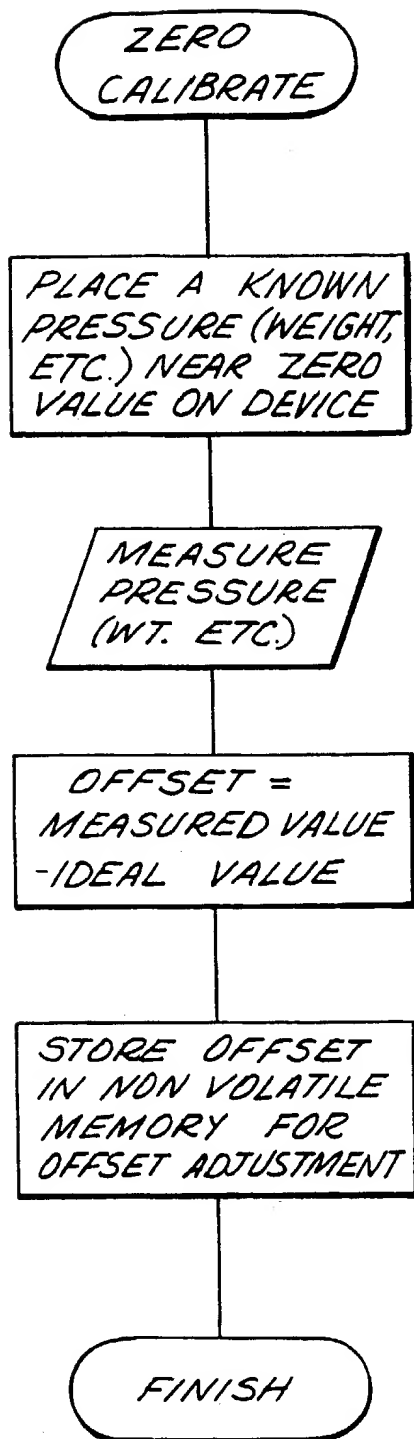 ZERO
CALIBRATE
PLACE A KNOWN
PRESSURE (WEIGHT,
ETC.) NEAR ZERO
VALUE ON DEVICE
MEASURE
PRESSURE
(WT. ETC.)
OFFSET =
MEASURED VALUE
-IDEAL VALUE
STORE OFFSET
IN NON VOLATILE
MEMORY FOR
OFFSET ADJUSTMENT
FINISH